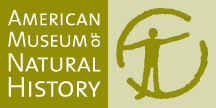 AMERICAN
MUSEUM OF
NATURAL
HISTORY